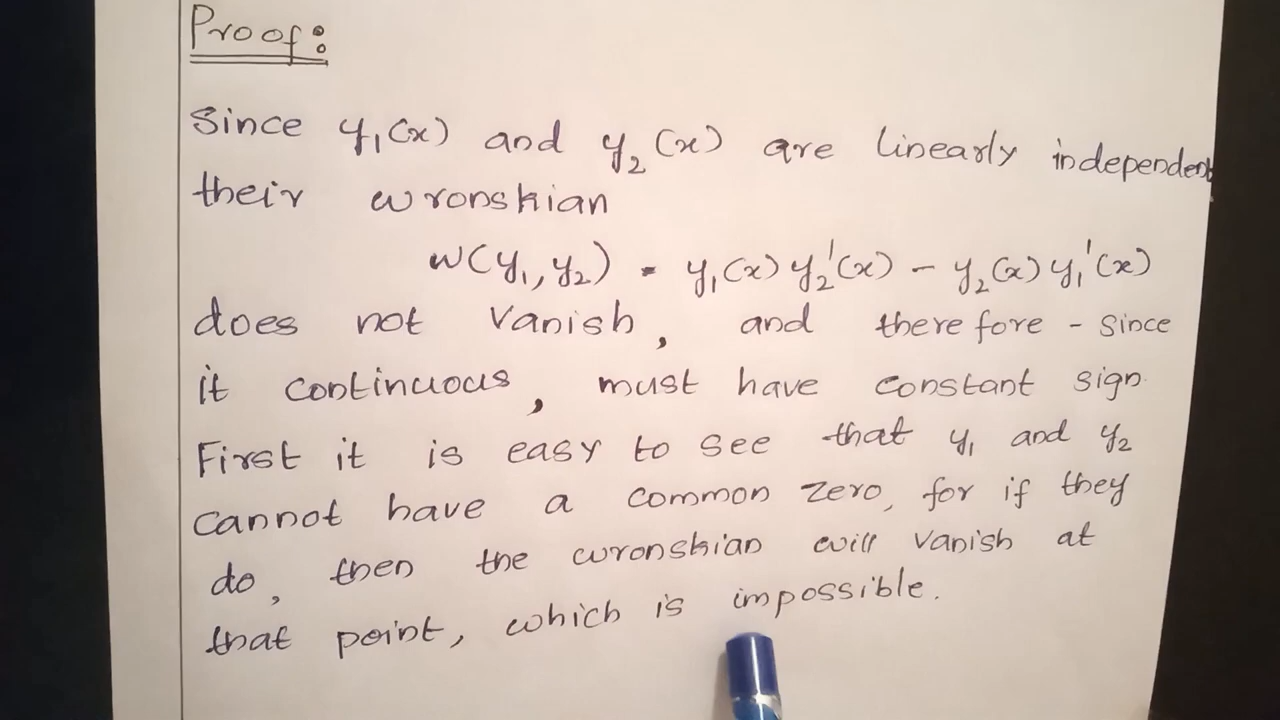 Proof:
Since y₁(x) and y₂(x) are linearly independent
their wronskian
W(y₁, y₂) = y₁(x) y₂'(x) - y₂(x) y₁'(x)
does not vanish, and therefore - since
it continuous, must have constant sign.
First it is easy to see that y₁ and y₂
cannot have a common zero, for if they
do, then the wronskian will vanish at
that point, which is impossible.